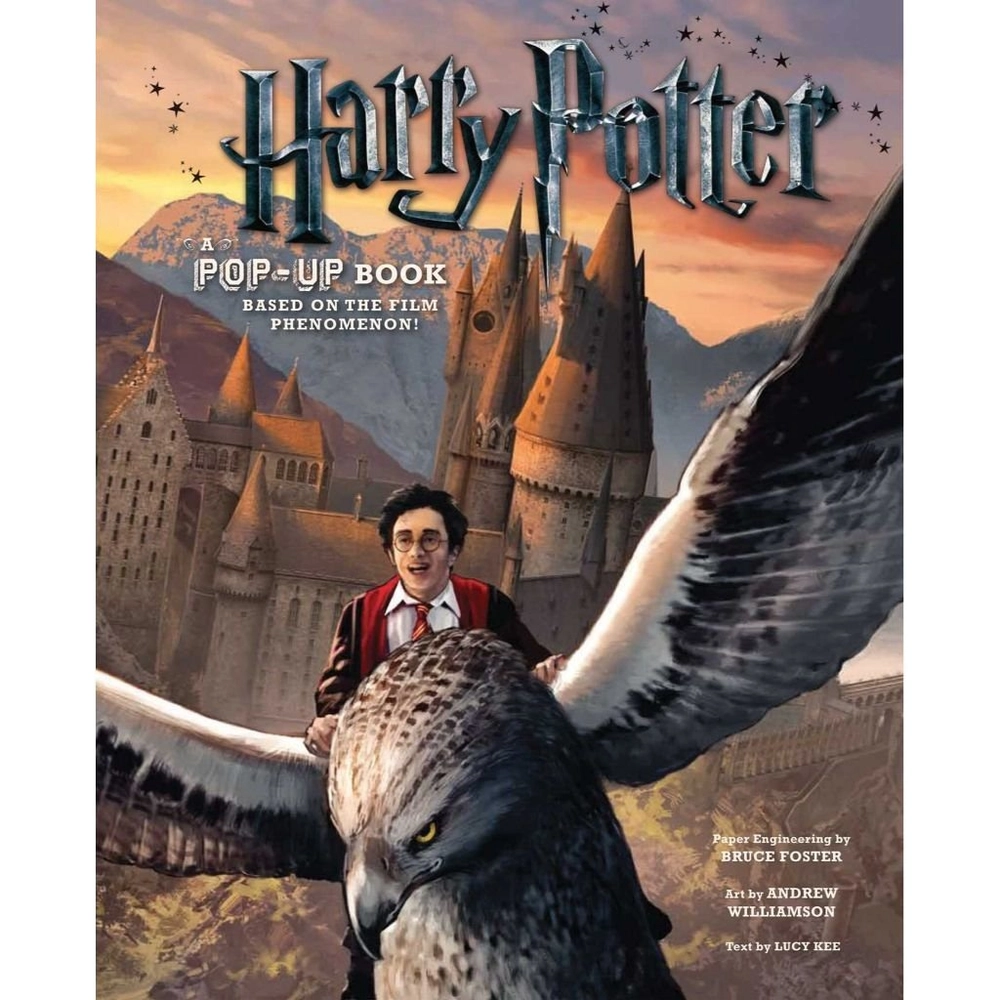 Harry Potter
A
POP-UP BOOK
BASED ON THE FILM
PHENOMENON!
Paper Engineering by
BRUCE FOSTER
Art by ANDREW
WILLIAMSON
Text by LUCY KEE